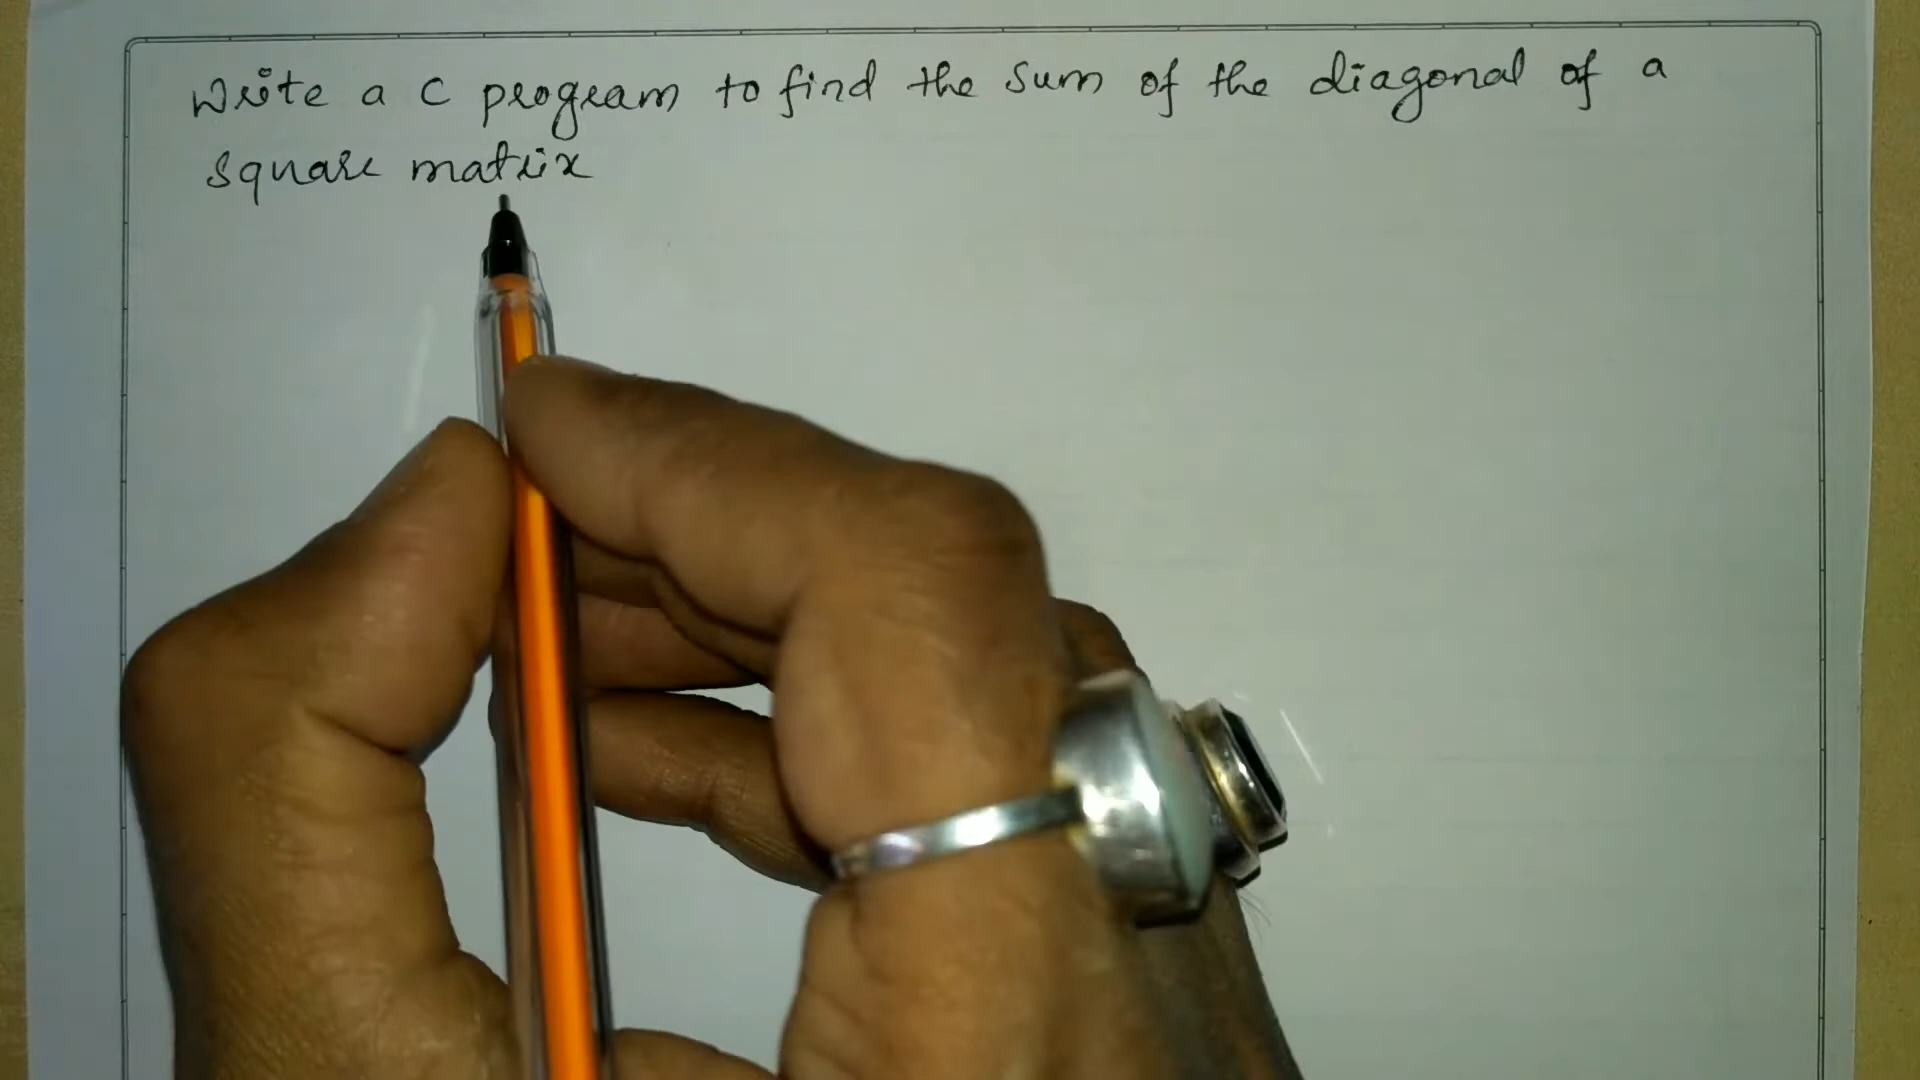 Write a C program to find the sum of the diagonal of a
square matrix